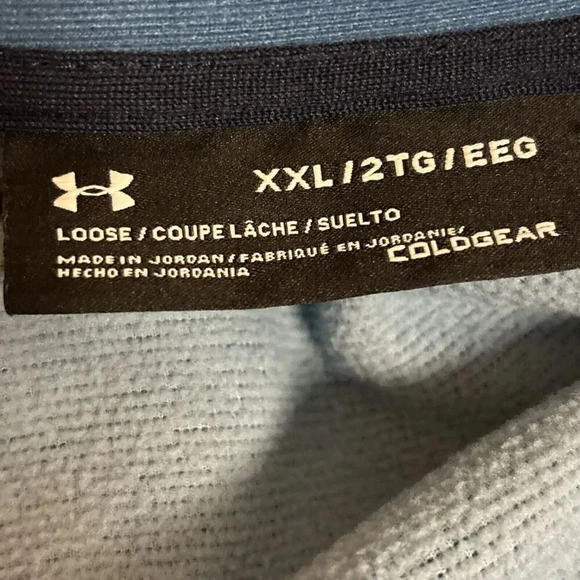 XXL/2TG/EEG
LOOSE / COUPE LÂCHE / SUELTO
MADE IN JORDAN / FABRIQUÉ EN JORDANIE/
HECHO EN JORDANIA
COLDGEAR